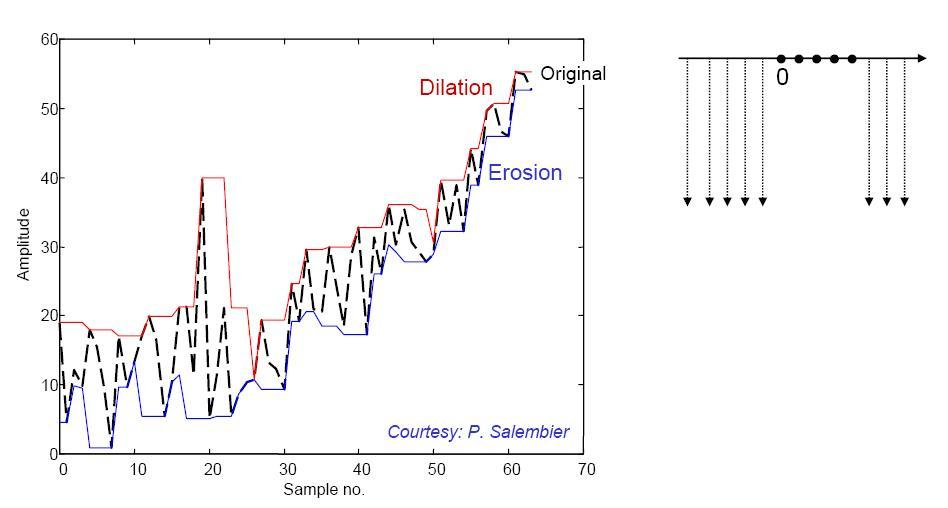 60
50
40
30
20
10
0
Amplitude
0 10 20 30 40 50 60 70
Sample no.
Dilation
Original
Erosion
Courtesy: P. Salembier
0